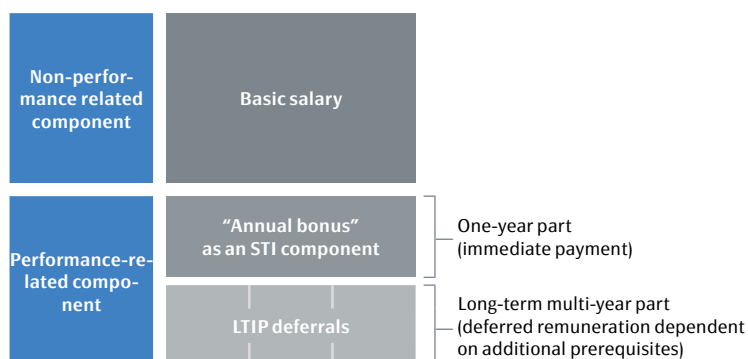 Non-perfor-
mance related
component
Basic salary
Performance-re-
lated compo-
nent
“Annual bonus”
as an STI component
One-year part
(immediate payment)
LTIP deferrals
Long-term multi-year part
(deferred remuneration dependent
on additional prerequisites)